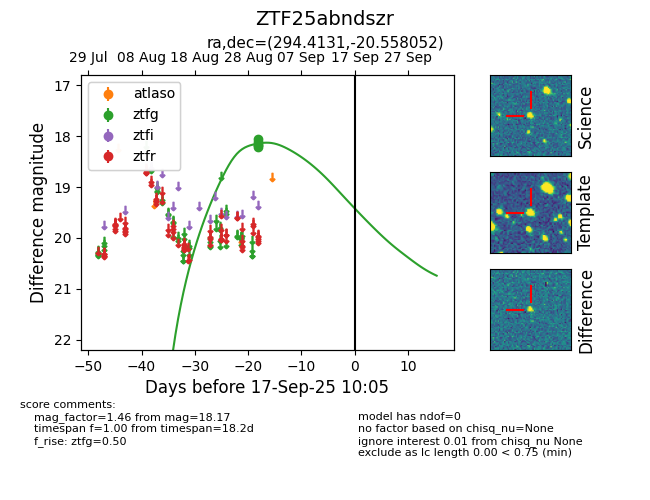 ZTF25abndszr
ra,dec=(294.4131,-20.558052)
29 Jul 08 Aug 18 Aug 28 Aug 07 Sep 17 Sep 27 Sep
17
18
19
20
21
22
Difference magnitude
atlaso
ztfg
ztfi
ztfr
−50 −40 −30 −20 −10 0 10
Days before 17-Sep-25 10:05
Science
Template
Difference
score comments:
mag_factor=1.46 from mag=18.17
timespan f=1.00 from timespan=18.2d
f_rise: ztfg=0.50
model has ndof=0
no factor based on chisq_nu=None
ignore interest 0.01 from chisq_nu None
exclude as lc length 0.00 < 0.75 (min)